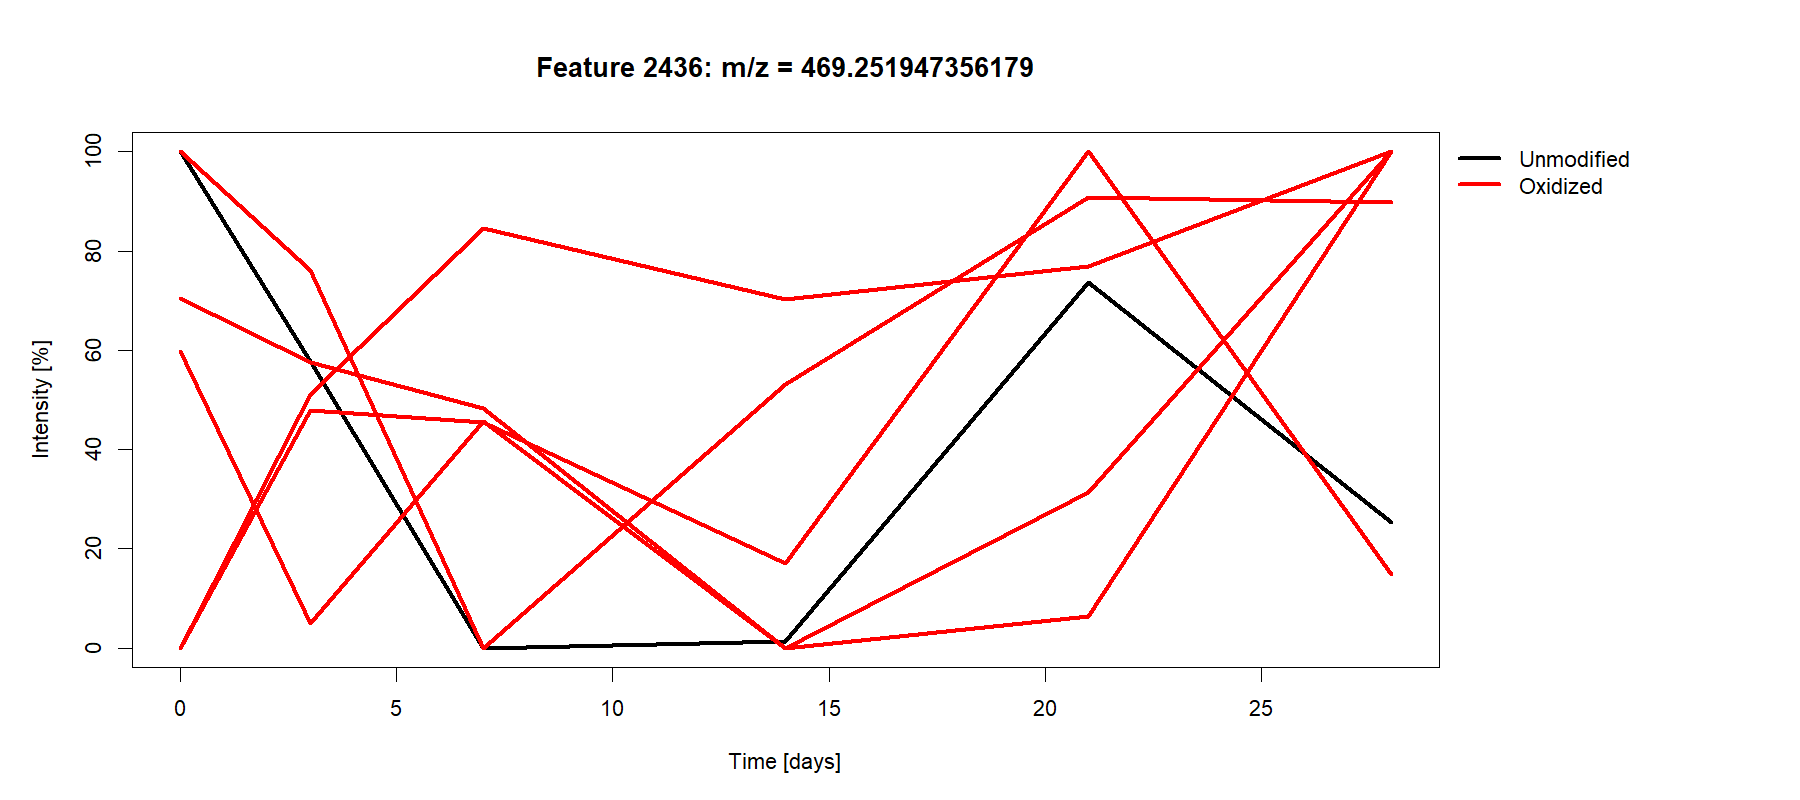 Feature 2436: m/z = 469.251947356179
Unmodified
Oxidized
Intensity [%]
100
80
60
40
20
0
0 5 10 15 20 25
Time [days]